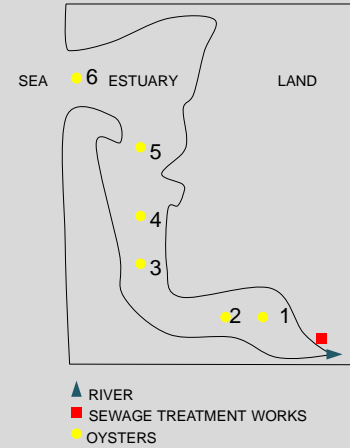 6
SEA ESTUARY LAND
5
4
3
2 1
RIVER
SEWAGE TREATMENT WORKS
OYSTERS